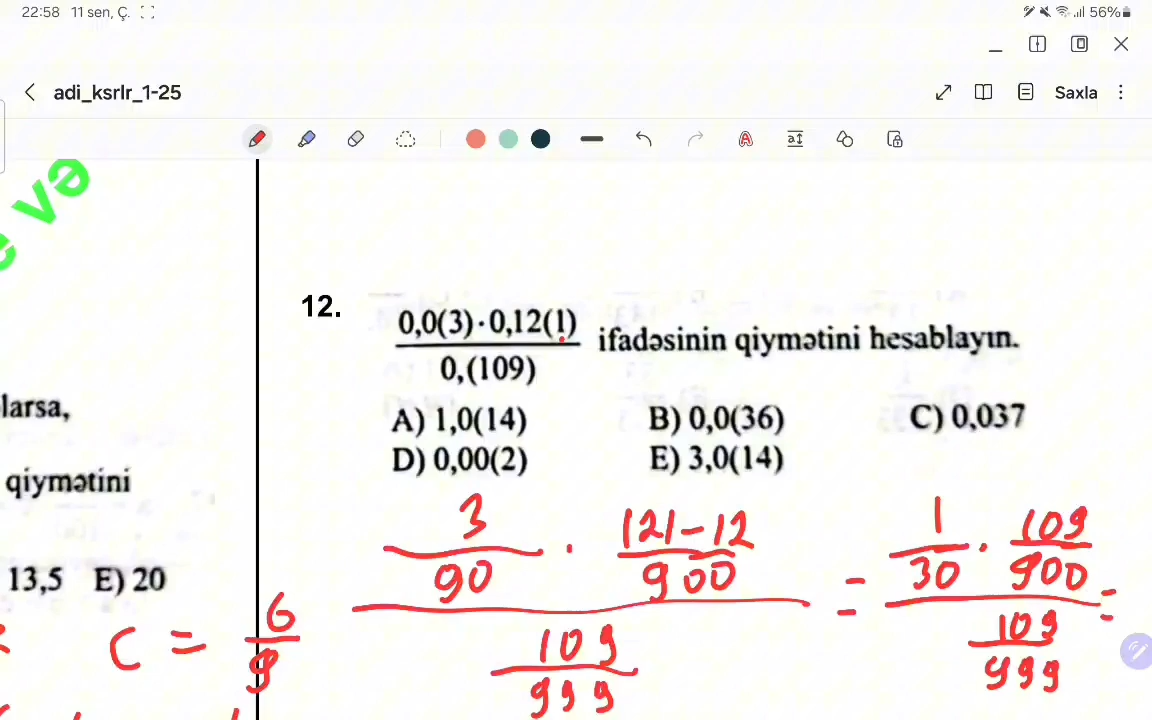 22:58 11 sen, Ç. 56%
adi_ksrlr_1-25
Saxla
və
12.
0,0(3)·0,12(1)
0,(109)
ifadəsinin qiymətini hesablayın.
A) 1,0(14) B) 0,0(36) C) 0,037
D) 0,00(2) E) 3,0(14)
larsa,
qiymətini
13,5 E) 20
C = 6/9
3/90 · (121-12)/900 = 1/30 · 109/900 =
109/999 109/999